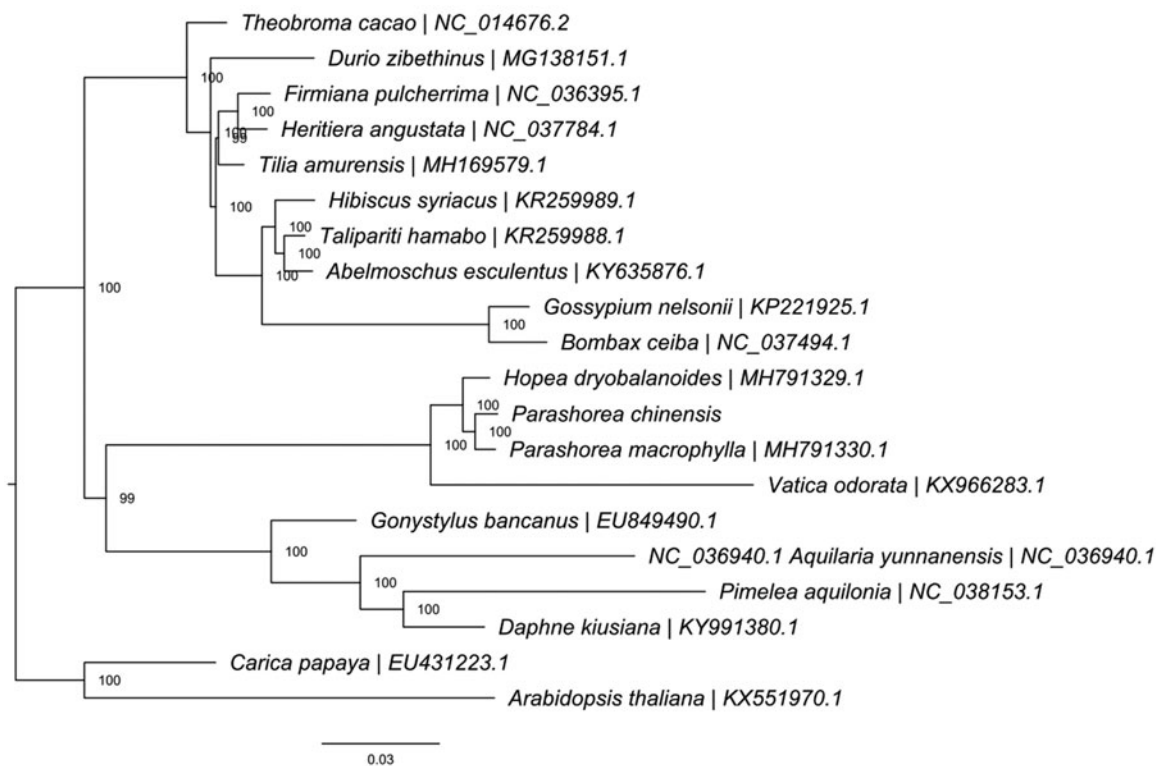 Theobroma cacao | NC_014676.2
100
Durio zibethinus | MG138151.1
Firmiana pulcherrima | NC_036395.1
100
Heritiera angustata | NC_037784.1
100
99
Tilia amurensis | MH169579.1
Hibiscus syriacus | KR259989.1
100
100
Talipariti hamabo | KR259988.1
100
Abelmoschus esculentus | KY635876.1
100
100
Gossypium nelsonii | KP221925.1
100
Bombax ceiba | NC_037494.1
Hopea dryobalanoides | MH791329.1
100
Parashorea chinensis
100
100
Parashorea macrophylla | MH791330.1
Vatica odorata | KX966283.1
99
Gonystylus bancanus | EU849490.1
100
NC_036940.1 Aquilaria yunnanensis | NC_036940.1
100
Pimelea aquilonia | NC_038153.1
100
Daphne kiusiana | KY991380.1
Carica papaya | EU431223.1
100
Arabidopsis thaliana | KX551970.1
0.03